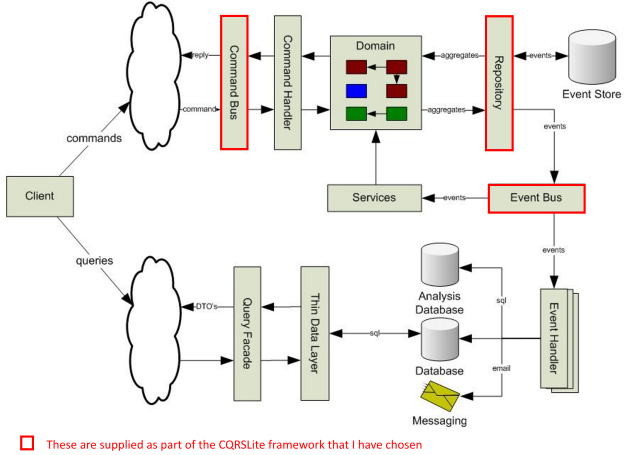 reply
command
Command Bus
Command Handler
Domain
aggregates
aggregates
Repository
events
Event Store
events
commands
Client
Services
events
Event Bus
queries
events
DTO's
Query Facade
Thin Data Layer
sql
Analysis
Database
sql
Database
email
Messaging
Event Handler
These are supplied as part of the CQRSLite framework that I have chosen